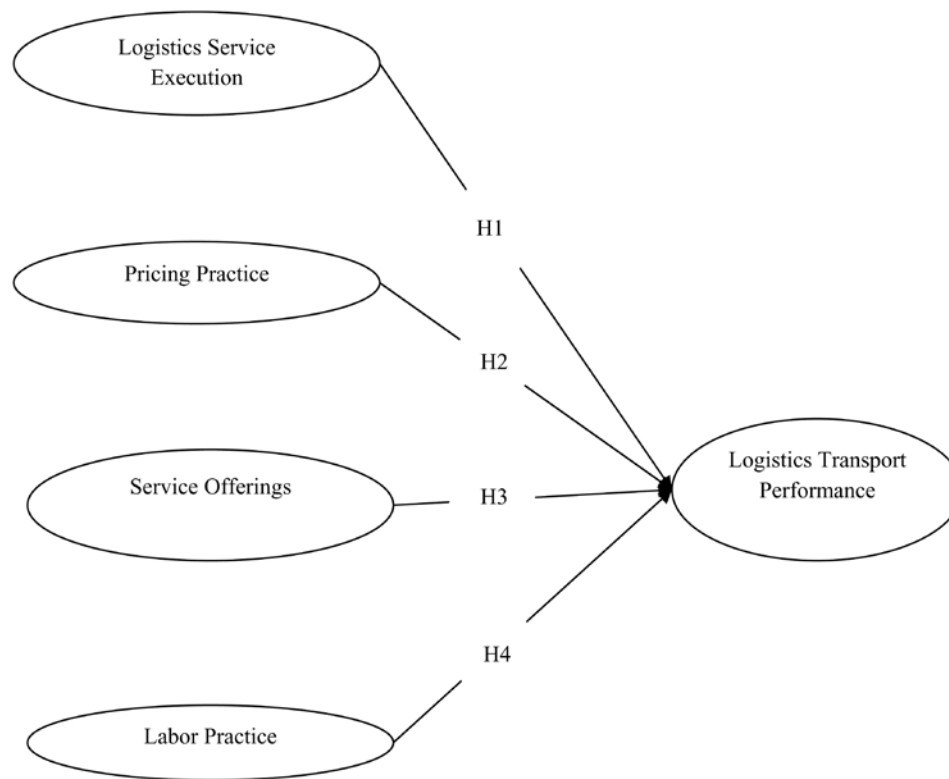 Logistics Service
Execution
H1
Pricing Practice
H2
Logistics Transport
Performance
Service Offerings
H3
H4
Labor Practice